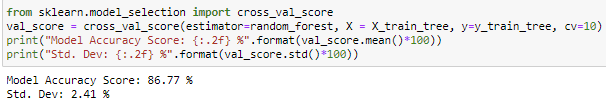 from sklearn.model_selection import cross_val_score
val_score = cross_val_score(estimator=random_forest, X = X_train_tree, y=y_train_tree, cv=10)
print("Model Accuracy Score: {:.2f} %".format(val_score.mean()*100))
print("Std. Dev: {:.2f} %".format(val_score.std()*100))
Model Accuracy Score: 86.77 %
Std. Dev: 2.41 %